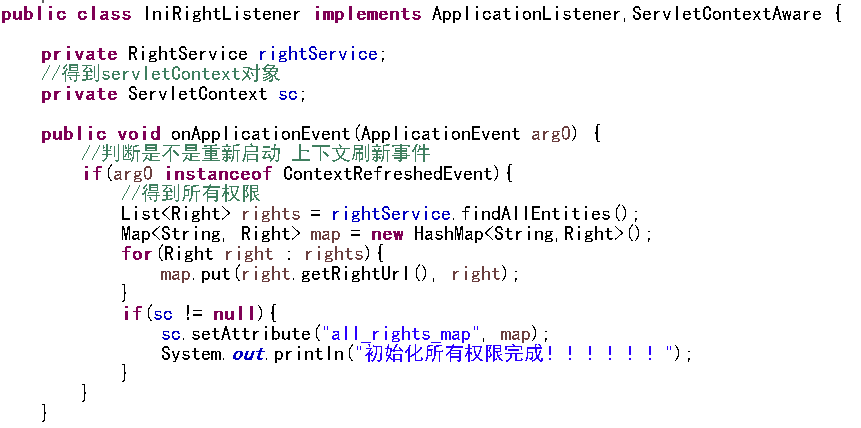 public class IniRightListener implements ApplicationListener,ServletContextAware {
private RightService rightService;
//得到servletContext对象
private ServletContext sc;
public void onApplicationEvent(ApplicationEvent arg0) {
//判断是不是重新启动 上下文刷新事件
if(arg0 instanceof ContextRefreshedEvent){
//得到所有权限
List<Right> rights = rightService.findAllEntities();
Map<String, Right> map = new HashMap<String,Right>();
for(Right right : rights){
map.put(right.getRightUrl(), right);
}
if(sc != null){
sc.setAttribute("all_rights_map", map);
System.out.println("初始化所有权限完成！！！！！！");
}
}
}